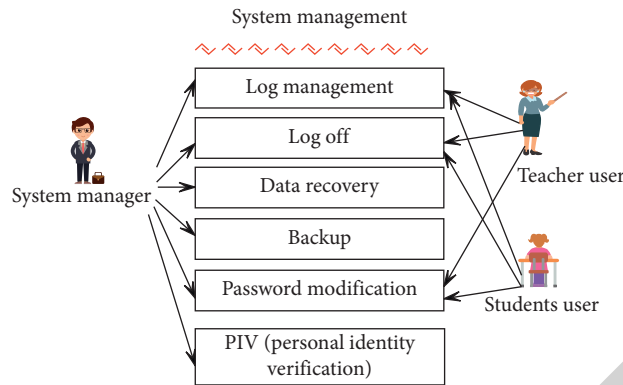 System management
Log management
Log off
Data recovery
Backup
Password modification
PIV (personal identity
verification)
System manager
Teacher user
Students user